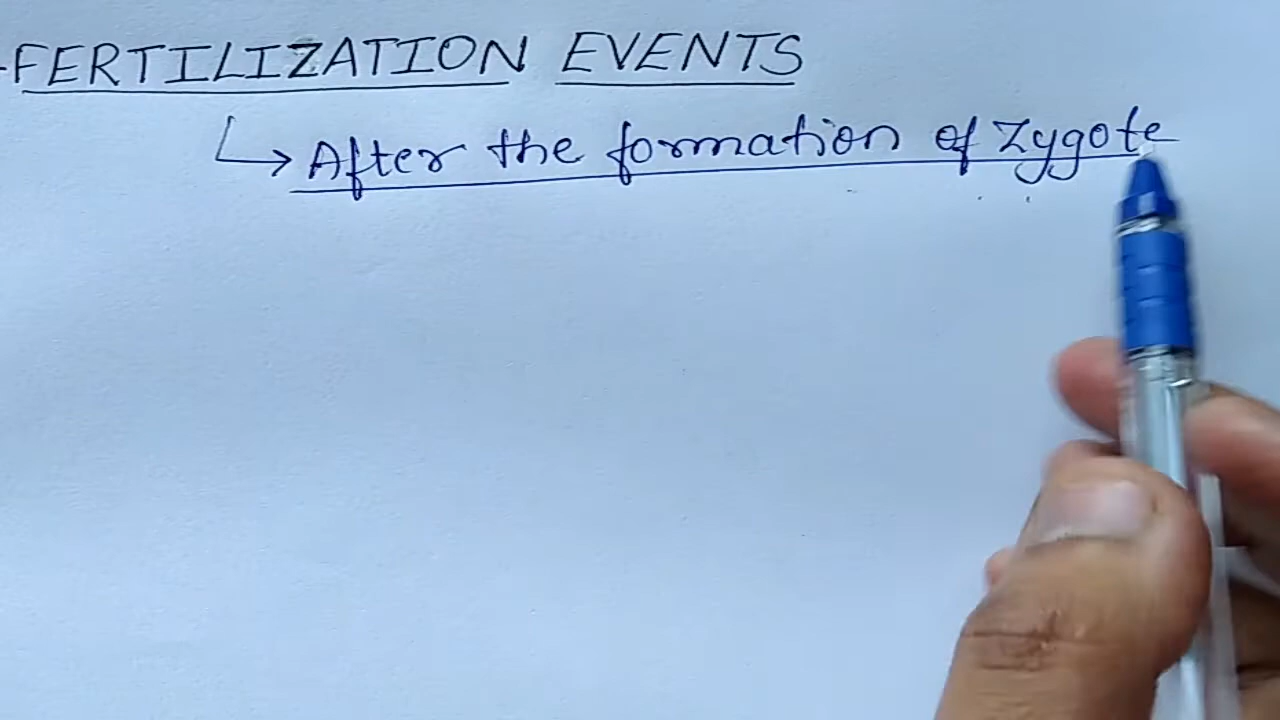 -FERTILIZATION EVENTS
↳ After the formation of Zygote